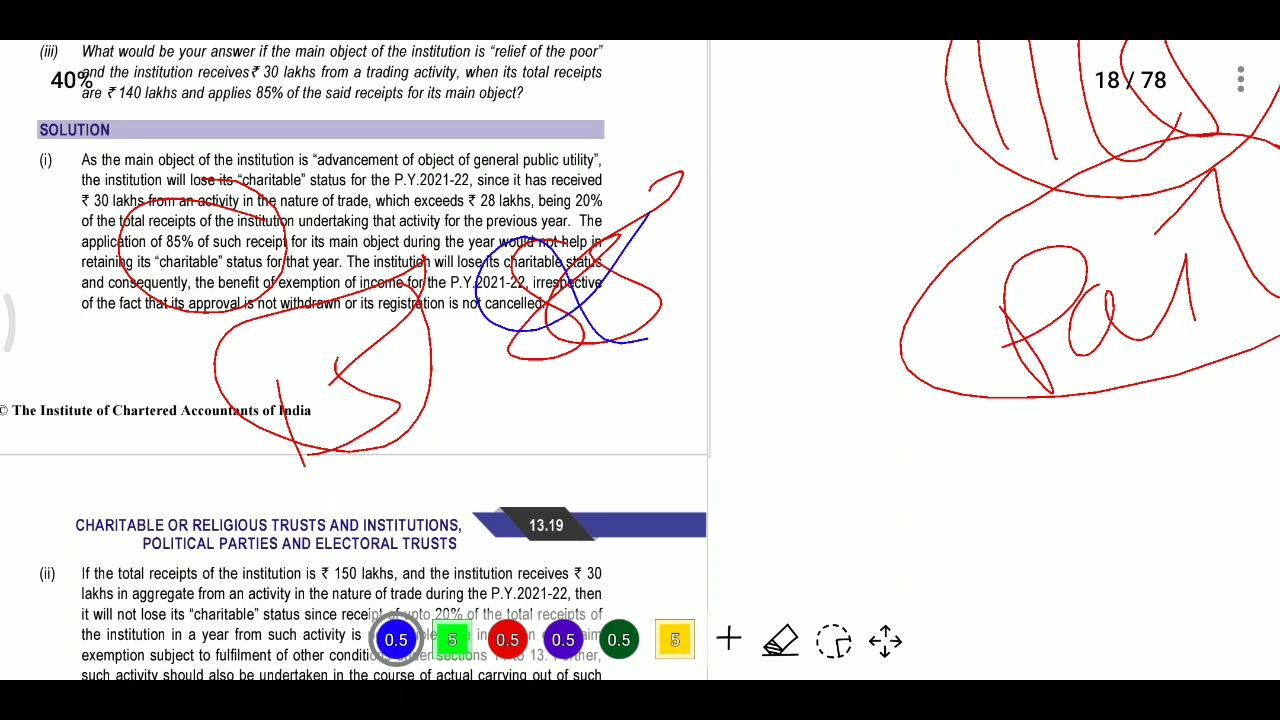 (iii) What would be your answer if the main object of the institution is “relief of the poor”
and the institution receives ₹ 30 lakhs from a trading activity, when its total receipts
are ₹ 140 lakhs and applies 85% of the said receipts for its main object?
40%
18 / 78
SOLUTION
(i) As the main object of the institution is “advancement of object of general public utility”,
the institution will lose its “charitable” status for the P.Y.2021-22, since it has received
₹ 30 lakhs from an activity in the nature of trade, which exceeds ₹ 28 lakhs, being 20%
of the total receipts of the institution undertaking that activity for the previous year. The
application of 85% of such receipt for its main object during the year would not help in
retaining its “charitable” status for that year. The institution will lose its charitable status
and consequently, the benefit of exemption of income for the P.Y.2021-22, irrespective
of the fact that its approval is not withdrawn or its registration is not cancelled.
© The Institute of Chartered Accountants of India
CHARITABLE OR RELIGIOUS TRUSTS AND INSTITUTIONS,
POLITICAL PARTIES AND ELECTORAL TRUSTS
13.19
(ii) If the total receipts of the institution is ₹ 150 lakhs, and the institution receives ₹ 30
lakhs in aggregate from an activity in the nature of trade during the P.Y.2021-22, then
it will not lose its “charitable” status since receipt of upto 20% of the total receipts of
the institution in a year from such activity is
exemption subject to fulfilment of other conditions under sections 11 to 13. Further,
such activity should also be undertaken in the course of actual carrying out of such
0.5 5 0.5 0.5 0.5 5